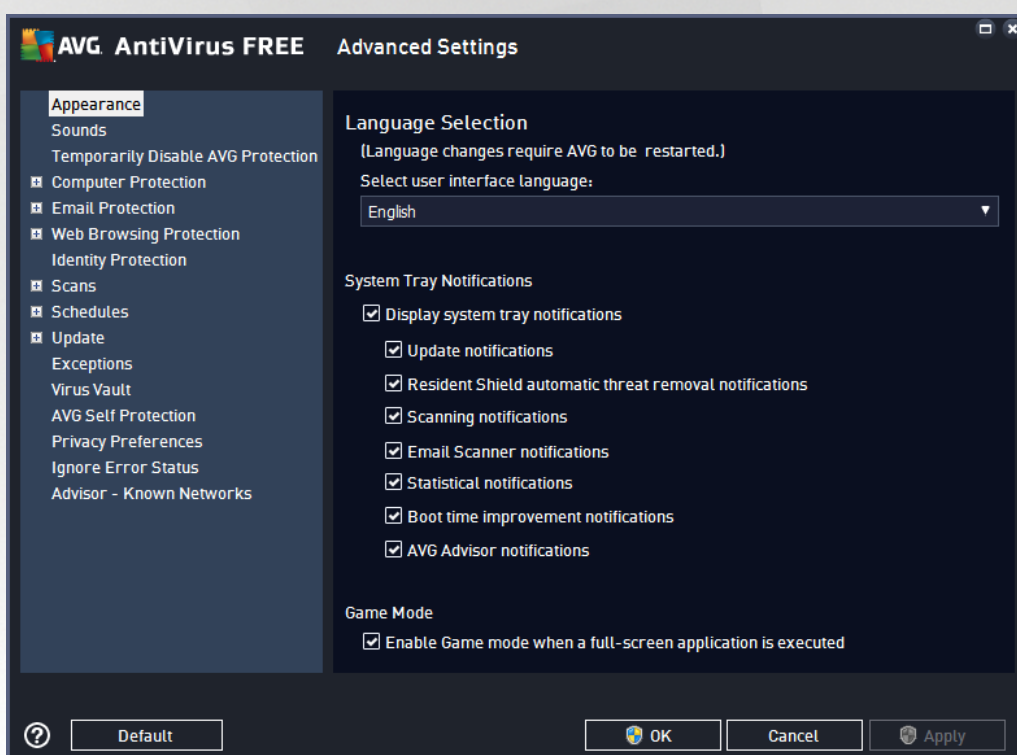 AVG. AntiVirus FREE Advanced Settings
Appearance
Sounds
Temporarily Disable AVG Protection
Computer Protection
Email Protection
Web Browsing Protection
Identity Protection
Scans
Schedules
Update
Exceptions
Virus Vault
AVG Self Protection
Privacy Preferences
Ignore Error Status
Advisor - Known Networks
Language Selection
(Language changes require AVG to be restarted.)
Select user interface language:
English
System Tray Notifications
Display system tray notifications
Update notifications
Resident Shield automatic threat removal notifications
Scanning notifications
Email Scanner notifications
Statistical notifications
Boot time improvement notifications
AVG Advisor notifications
Game Mode
Enable Game mode when a full-screen application is executed
? Default OK Cancel Apply